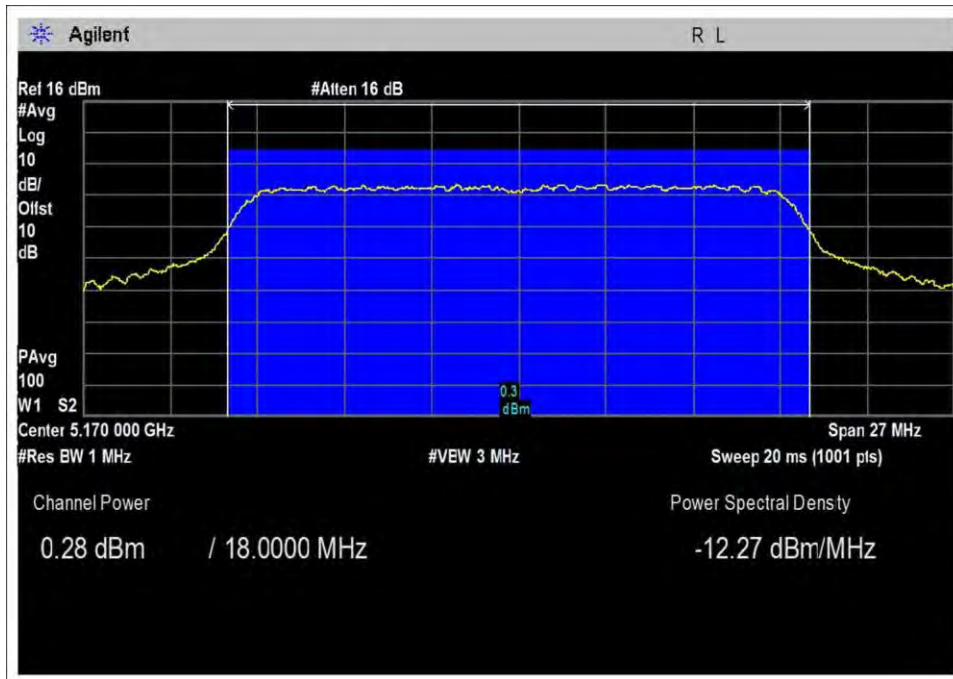 Agilent
R L
Ref 16 dBm #Atten 16 dB
#Avg
Log
10
dB/
Offst
10
dB
PAvg
100
W1 S2
0.3
dBm
Center 5.170 000 GHz Span 27 MHz
#Res BW 1 MHz #VBW 3 MHz Sweep 20 ms (1001 pts)
Channel Power Power Spectral Density
0.28 dBm / 18.0000 MHz -12.27 dBm/MHz